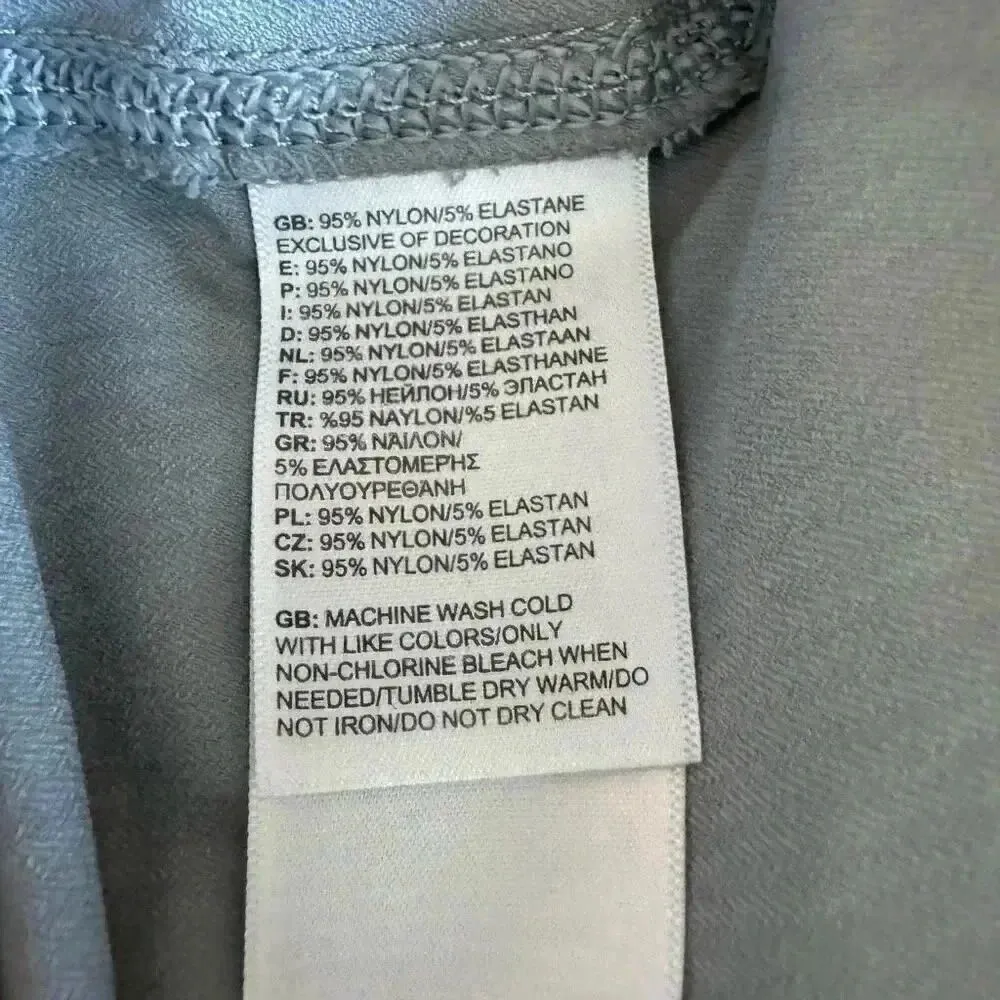 GB: 95% NYLON/5% ELASTANE
EXCLUSIVE OF DECORATION
E: 95% NYLON/5% ELASTANO
P: 95% NYLON/5% ELASTANO
I: 95% NYLON/5% ELASTAN
D: 95% NYLON/5% ELASTHAN
NL: 95% NYLON/5% ELASTAAN
F: 95% NYLON/5% ELASTHANNE
RU: 95% НЕЙЛОН/5% ЭЛАСТАН
TR: %95 NAYLON/%5 ELASTAN
GR: 95% ΝΑΙΛΟΝ/
5% ΕΛΑΣΤΟΜΕΡΗΣ
ΠΟΛΥΟΥΡΕΘΑΝΗ
PL: 95% NYLON/5% ELASTAN
CZ: 95% NYLON/5% ELASTAN
SK: 95% NYLON/5% ELASTAN
GB: MACHINE WASH COLD
WITH LIKE COLORS/ONLY
NON-CHLORINE BLEACH WHEN
NEEDED/TUMBLE DRY WARM/DO
NOT IRON/DO NOT DRY CLEAN